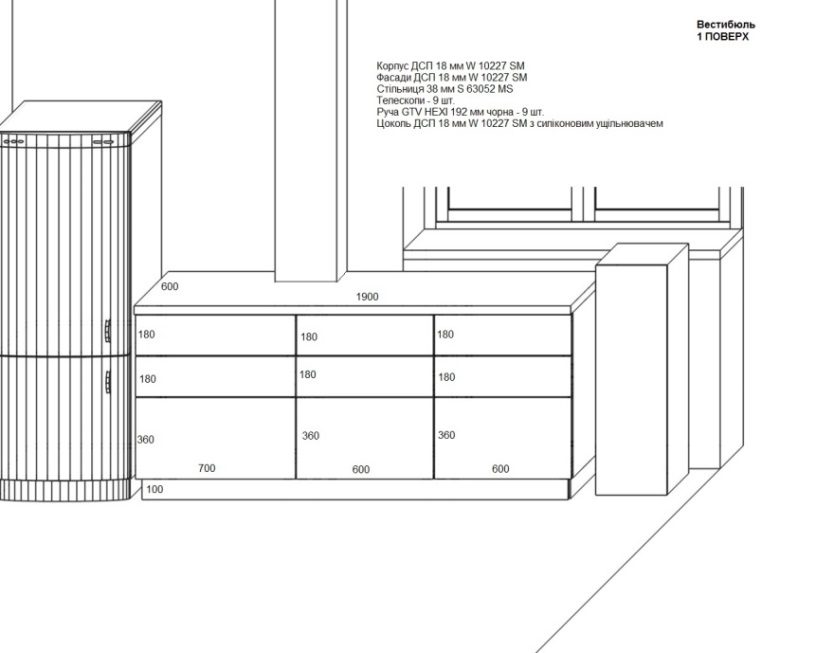 Вестибюль
1 ПОВЕРХ
Корпус ДСП 18 мм W 10227 SM
Фасади ДСП 18 мм W 10227 SM
Стільниця 38 мм S 63052 MS
Телескопи - 9 шт.
Руча GTV HEXI 192 мм чорна - 9 шт.
Цоколь ДСП 18 мм W 10227 SM з силіконовим ущільнювачем
600
1900
180 180 180
180 180 180
360 360 360
700 600 600
100